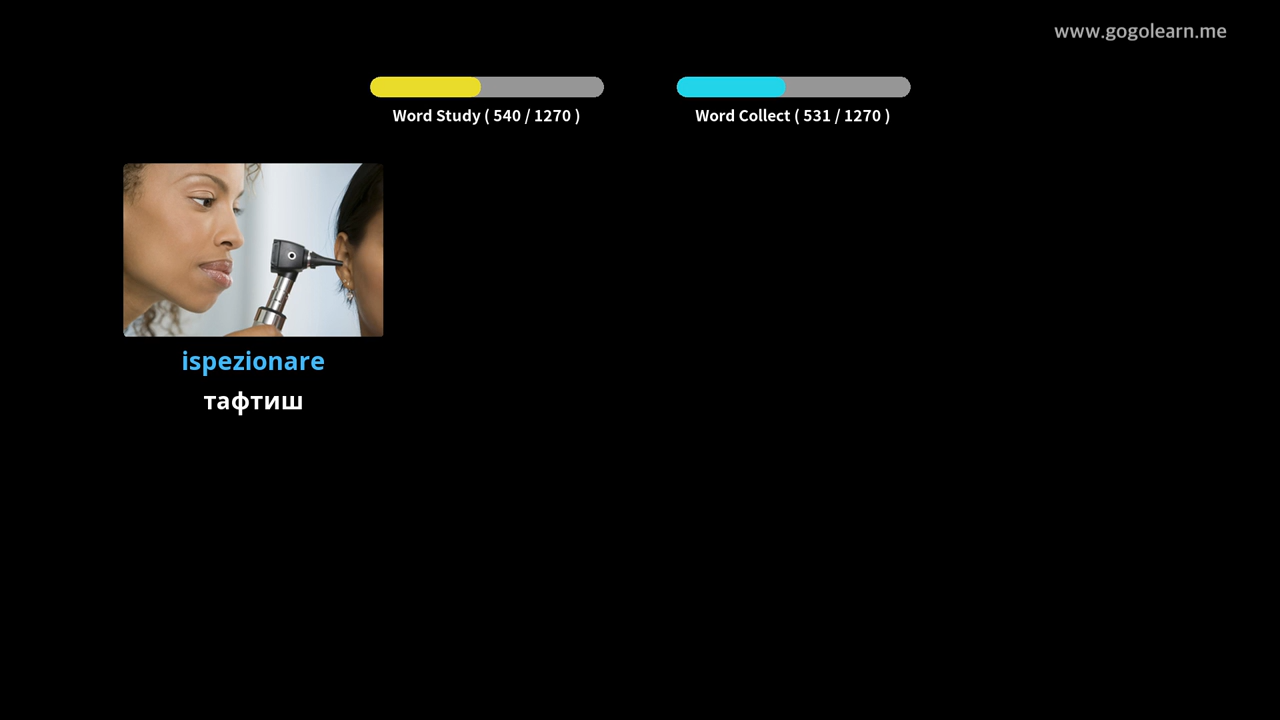 www.gogolearn.me
Word Study ( 540 / 1270 )
Word Collect ( 531 / 1270 )
ispezionare
тафтиш